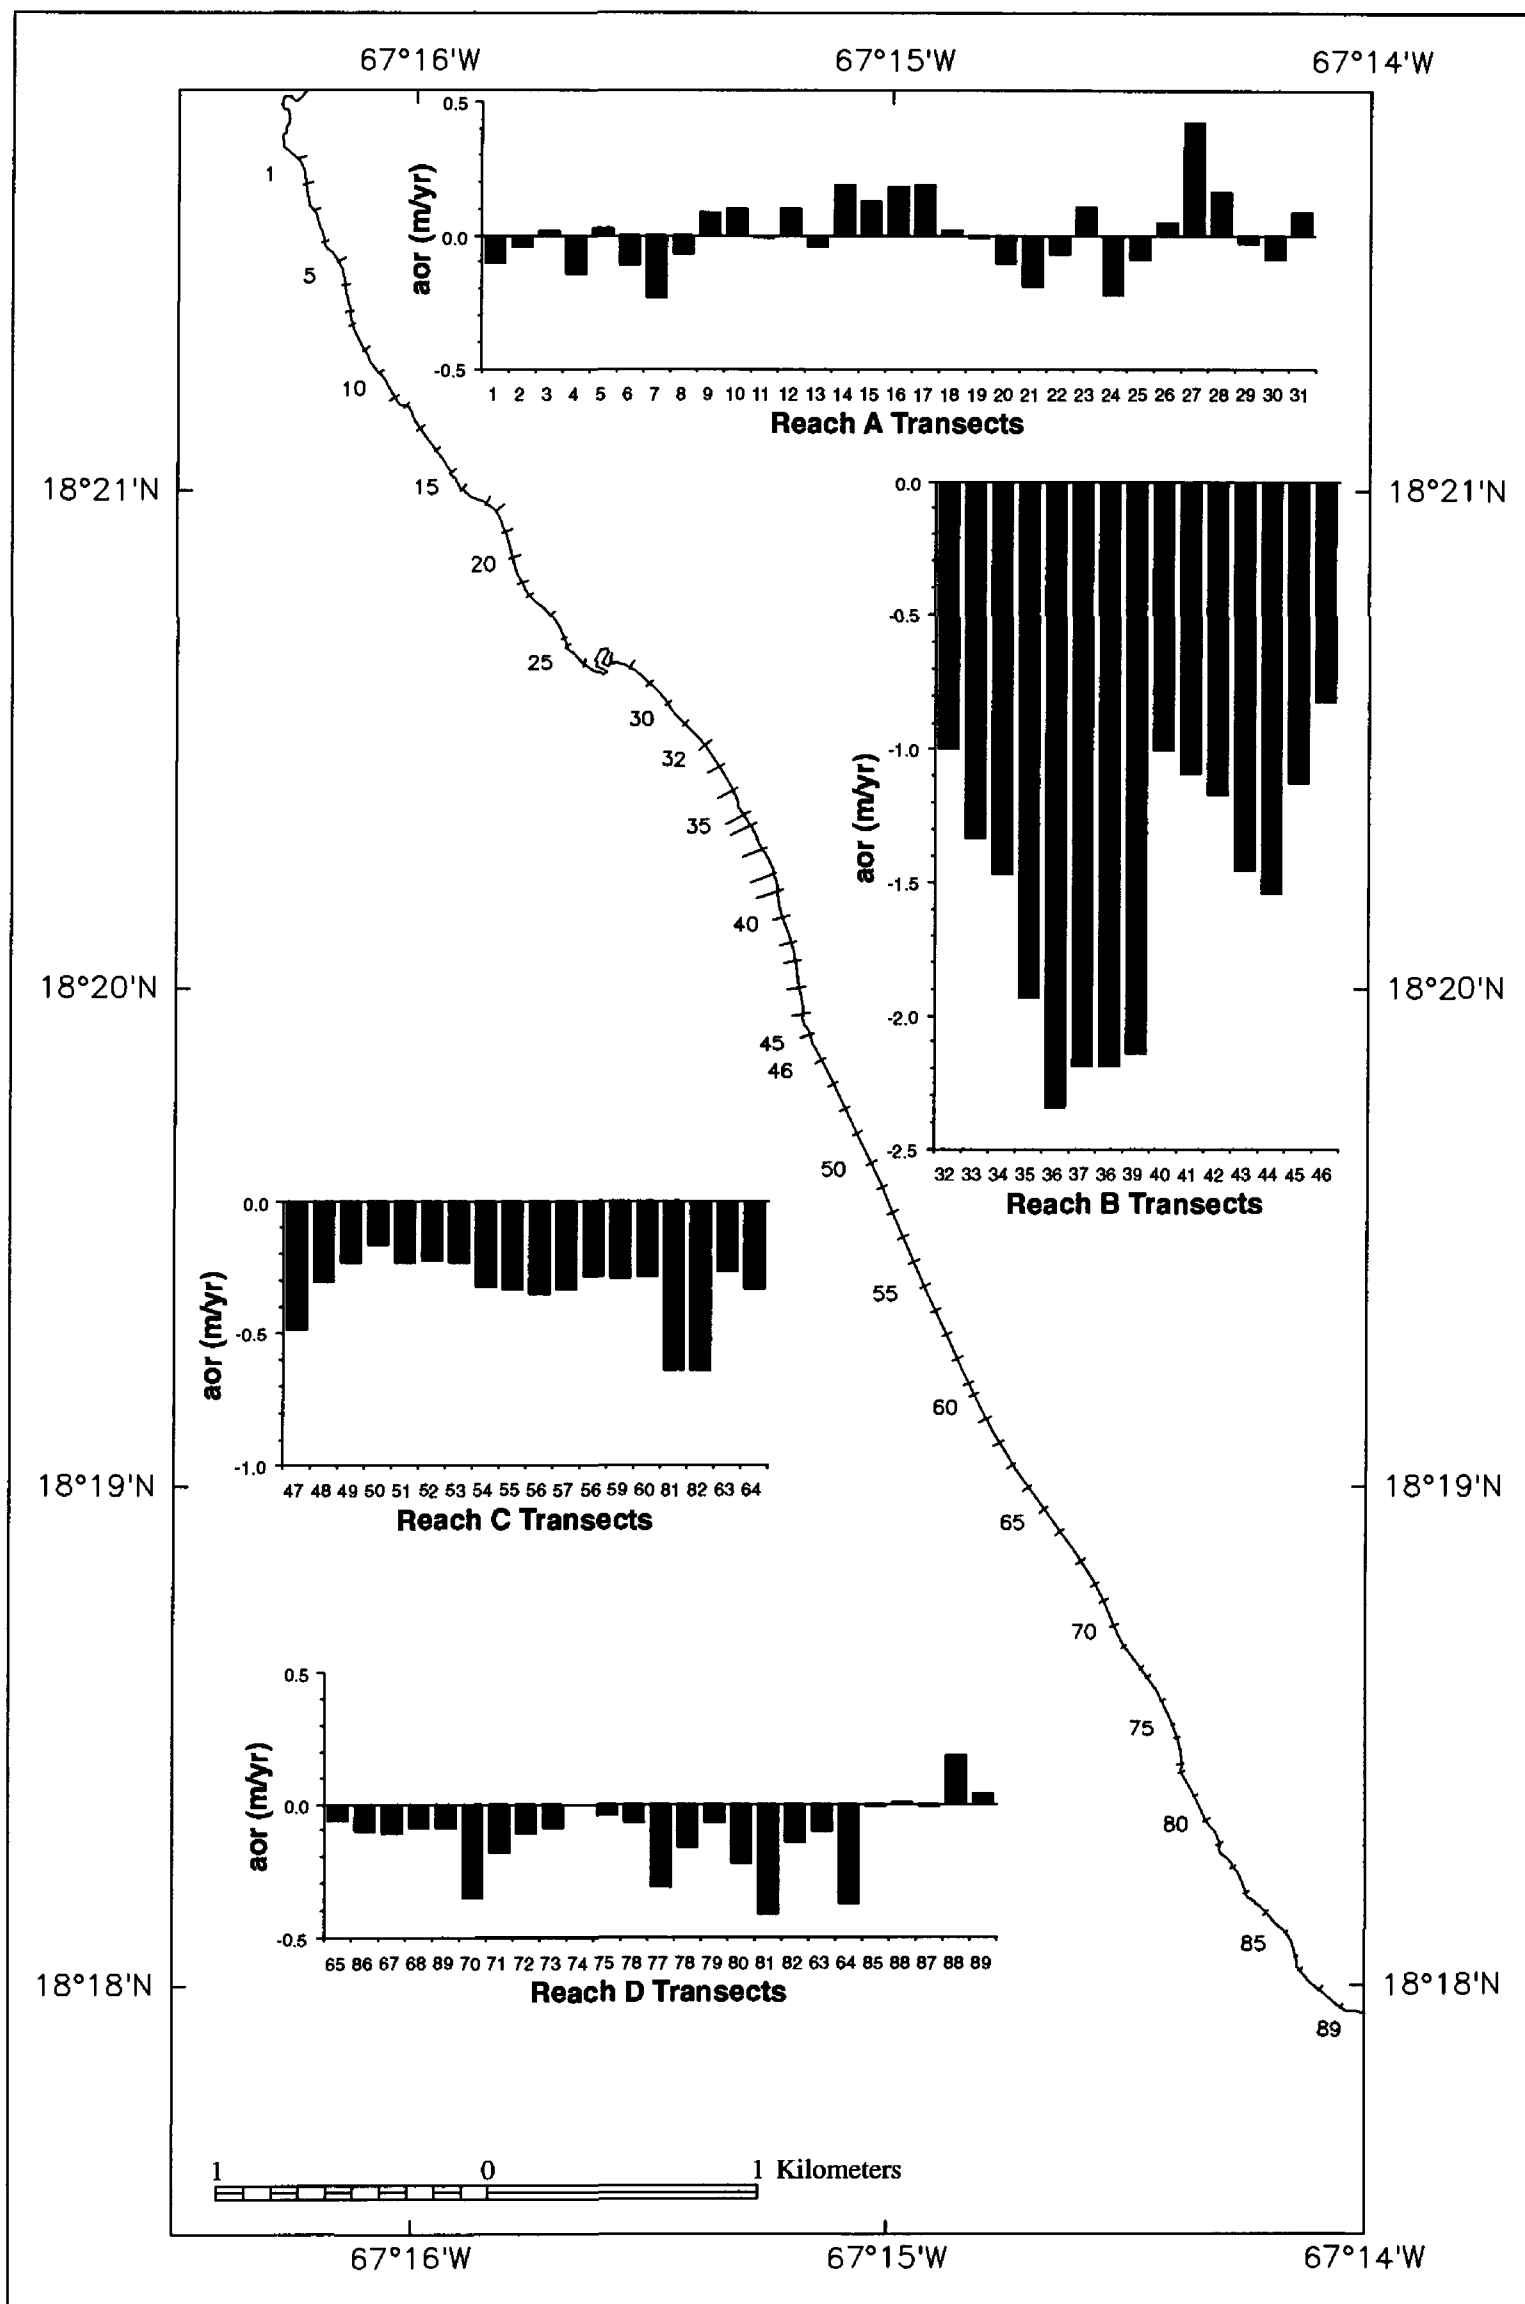 67°16'W 67°15'W 67°14'W
0.5
0.0
-0.5
aor (m/yr)
1 2 3 4 5 6 7 8 9 10 11 12 13 14 15 16 17 18 19 20 21 22 23 24 25 26 27 28 29 30 31
Reach A Transects
1
5
10
15
20
25
30
32
35
40
45
46
50
55
60
65
70
75
80
85
89
18°21'N 18°21'N
18°20'N 18°20'N
18°19'N 18°19'N
18°18'N 18°18'N
0.0
-0.5
-1.0
-1.5
-2.0
-2.5
aor (m/yr)
32 33 34 35 36 37 36 39 40 41 42 43 44 45 46
Reach B Transects
0.0
-0.5
-1.0
aor (m/yr)
47 48 49 50 51 52 53 54 55 56 57 56 59 60 81 82 63 64
Reach C Transects
0.5
0.0
-0.5
aor (m/yr)
65 86 67 68 89 70 71 72 73 74 75 78 77 78 79 80 81 82 63 64 85 88 87 88 89
Reach D Transects
1 0 1 Kilometers
67°16'W 67°15'W 67°14'W